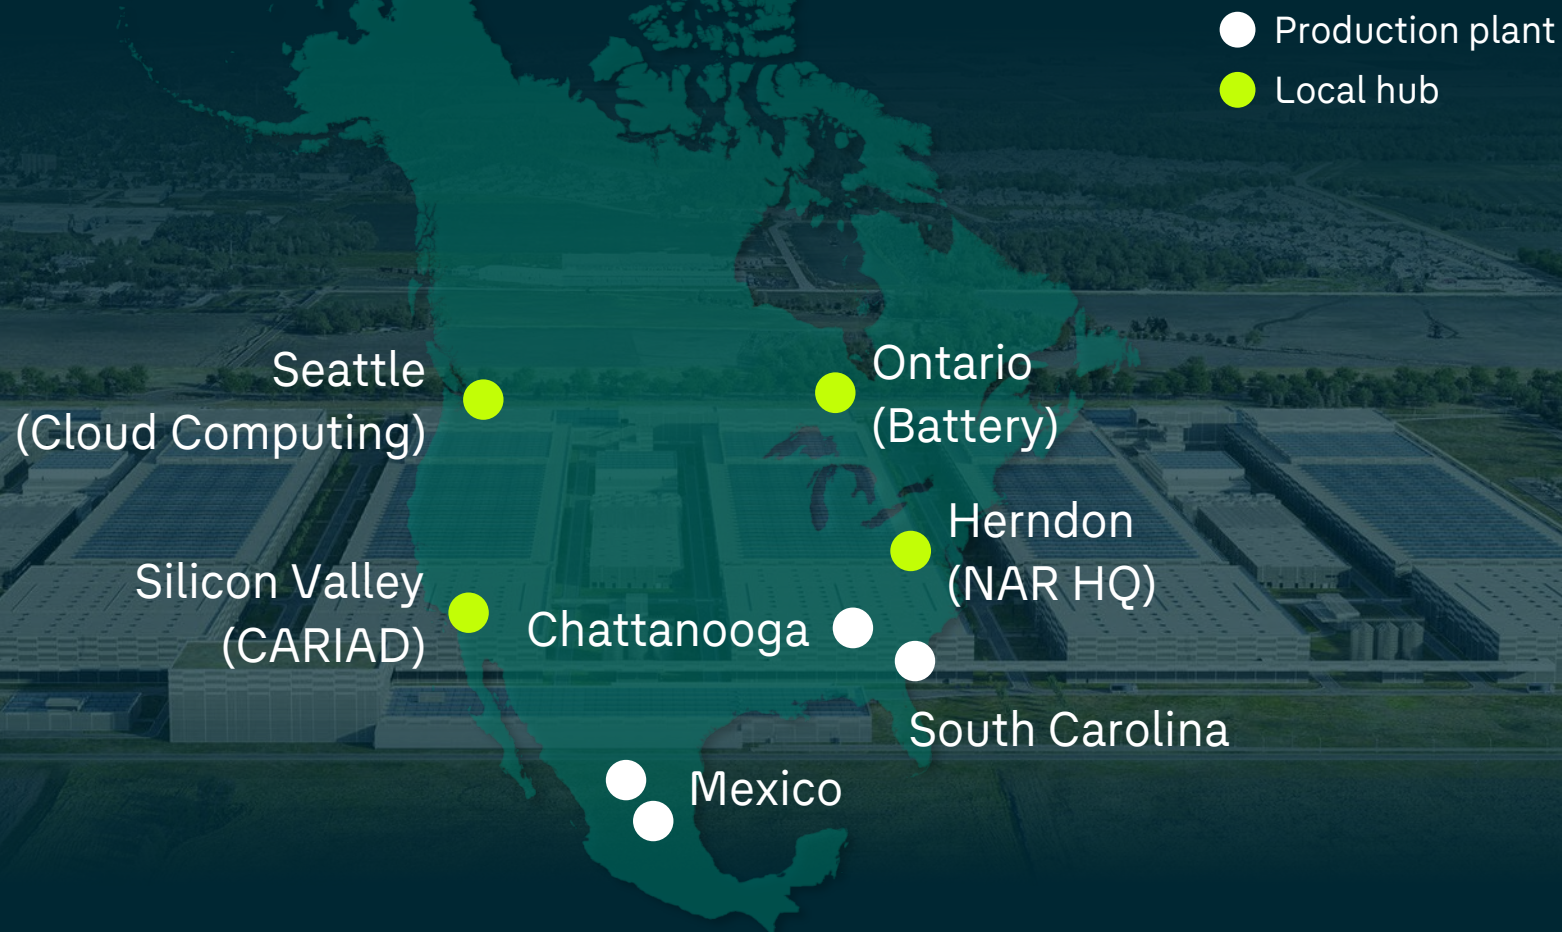 Production plant
Local hub
Seattle
(Cloud Computing)
Ontario
(Battery)
Herndon
(NAR HQ)
Silicon Valley
(CARIAD)
Chattanooga
South Carolina
Mexico